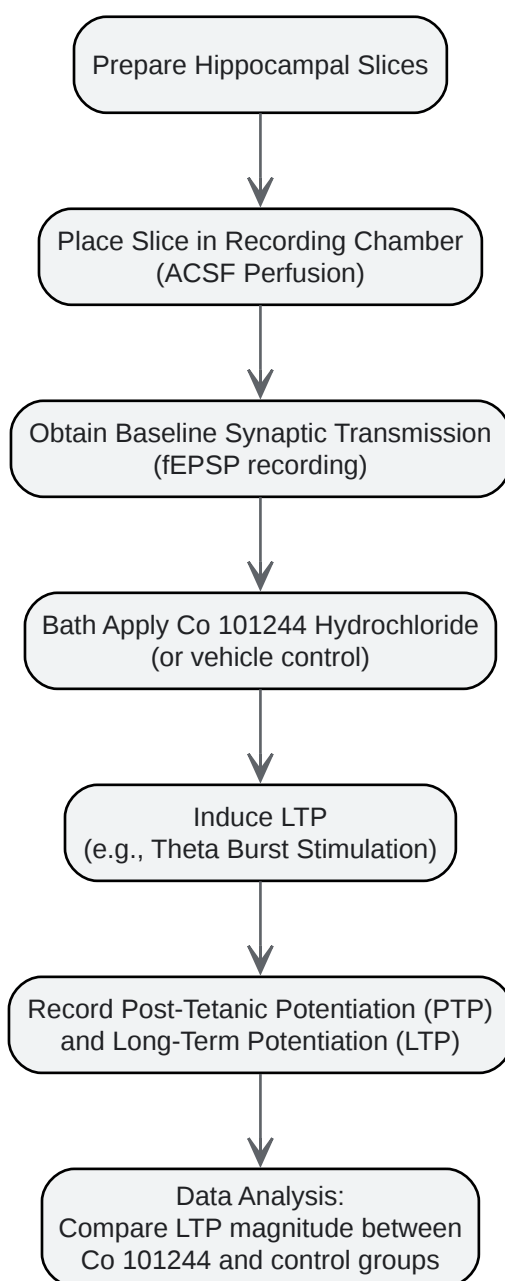 Prepare Hippocampal Slices
Place Slice in Recording Chamber
(ACSF Perfusion)
Obtain Baseline Synaptic Transmission
(fEPSP recording)
Bath Apply Co 101244 Hydrochloride
(or vehicle control)
Induce LTP
(e.g., Theta Burst Stimulation)
Record Post-Tetanic Potentiation (PTP)
and Long-Term Potentiation (LTP)
Data Analysis:
Compare LTP magnitude between
Co 101244 and control groups